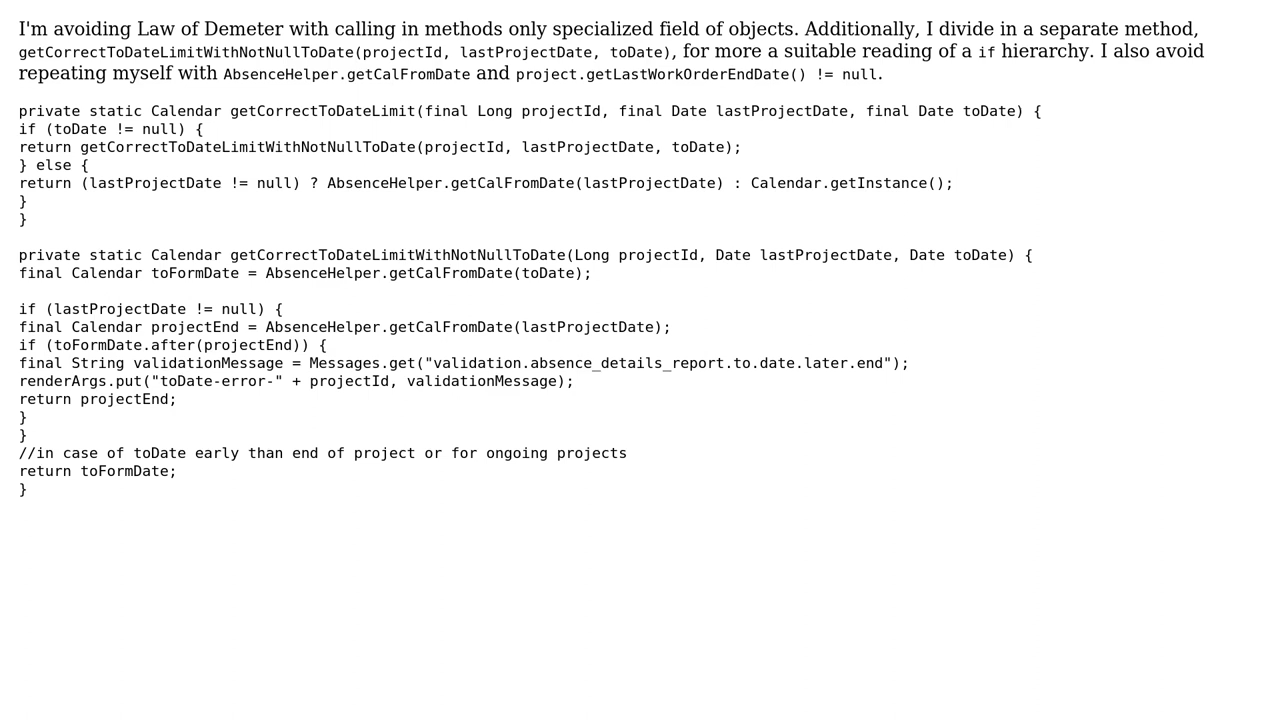 I'm avoiding Law of Demeter with calling in methods only specialized field of objects. Additionally, I divide in a separate method,
getCorrectToDateLimitWithNotNullToDate(projectId, lastProjectDate, toDate), for more a suitable reading of a if hierarchy. I also avoid
repeating myself with AbsenceHelper.getCalFromDate and project.getLastWorkOrderEndDate() != null.
private static Calendar getCorrectToDateLimit(final Long projectId, final Date lastProjectDate, final Date toDate) {
if (toDate != null) {
return getCorrectToDateLimitWithNotNullToDate(projectId, lastProjectDate, toDate);
} else {
return (lastProjectDate != null) ? AbsenceHelper.getCalFromDate(lastProjectDate) : Calendar.getInstance();
}
}
private static Calendar getCorrectToDateLimitWithNotNullToDate(Long projectId, Date lastProjectDate, Date toDate) {
final Calendar toFormDate = AbsenceHelper.getCalFromDate(toDate);
if (lastProjectDate != null) {
final Calendar projectEnd = AbsenceHelper.getCalFromDate(lastProjectDate);
if (toFormDate.after(projectEnd)) {
final String validationMessage = Messages.get("validation.absence_details_report.to.date.later.end");
renderArgs.put("toDate-error-" + projectId, validationMessage);
return projectEnd;
}
}
//in case of toDate early than end of project or for ongoing projects
return toFormDate;
}